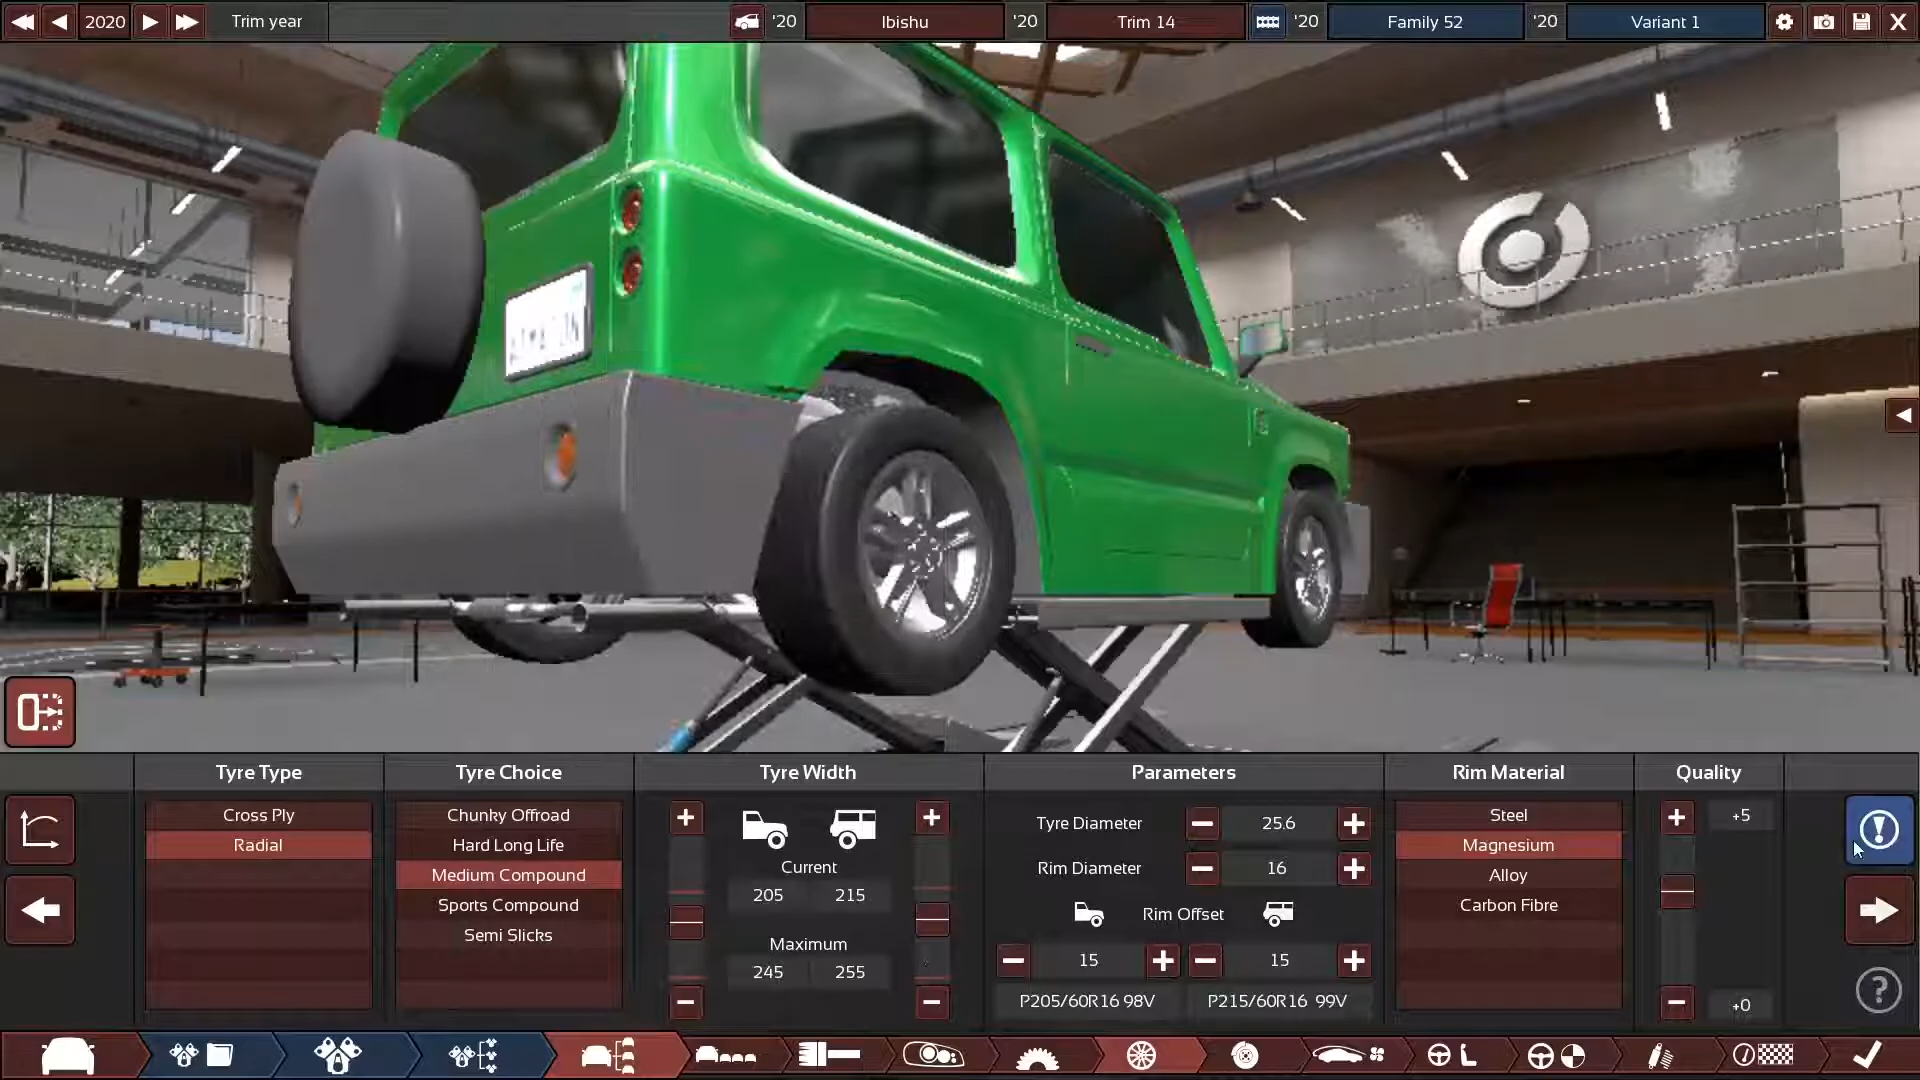 2020 Trim year '20 Ibishu '20 Trim 14 '20 Family 52 '20 Variant 1
Tyre Type
Cross Ply
Radial
Tyre Choice
Chunky Offroad
Hard Long Life
Medium Compound
Sports Compound
Semi Slicks
Tyre Width
Current
205 215
Maximum
245 255
Parameters
Tyre Diameter 25.6
Rim Diameter 16
Rim Offset
15 15
P205/60R16 98V P215/60R16 99V
Rim Material
Steel
Magnesium
Alloy
Carbon Fibre
Quality
+5
+0